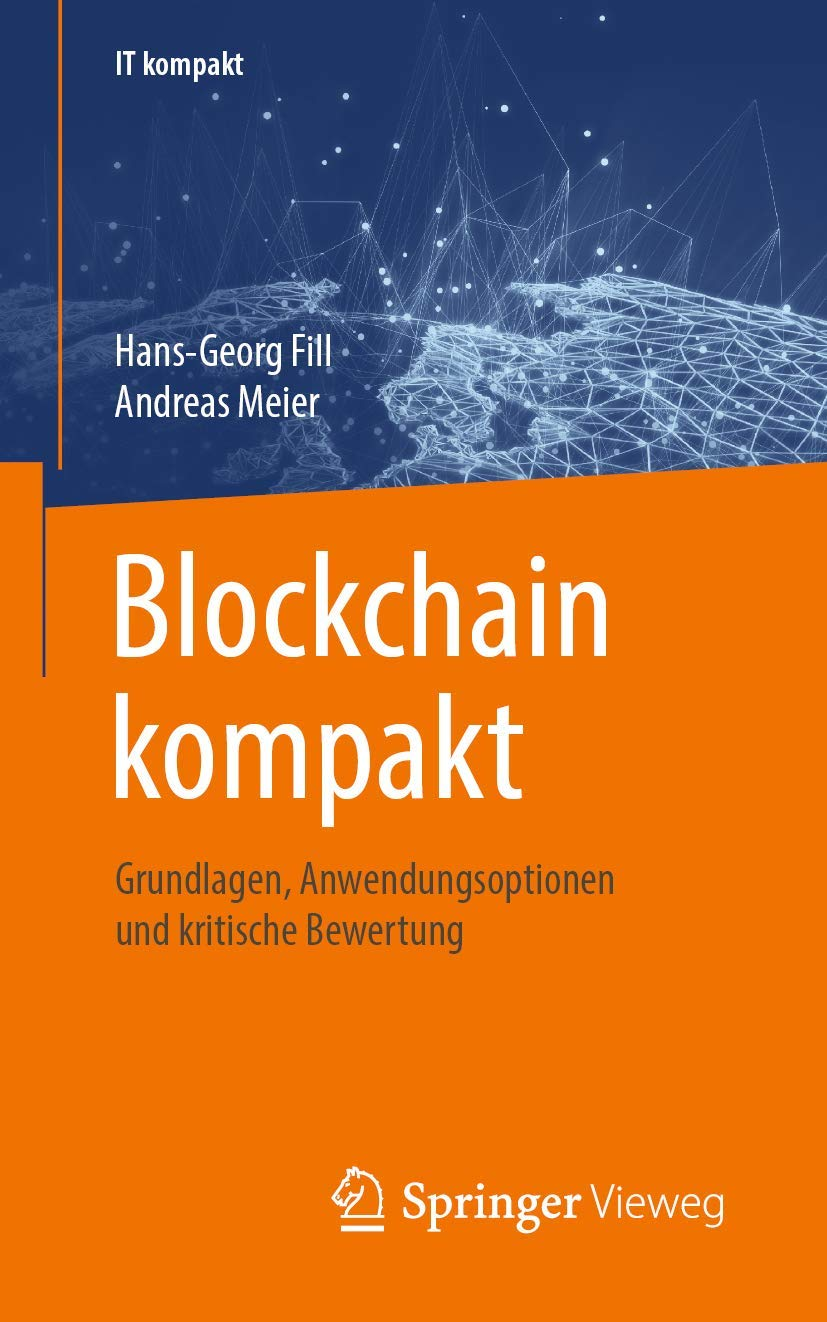 IT kompakt
Hans-Georg Fill
Andreas Meier
Blockchain
kompakt
Grundlagen, Anwendungsoptionen
und kritische Bewertung
Springer Vieweg